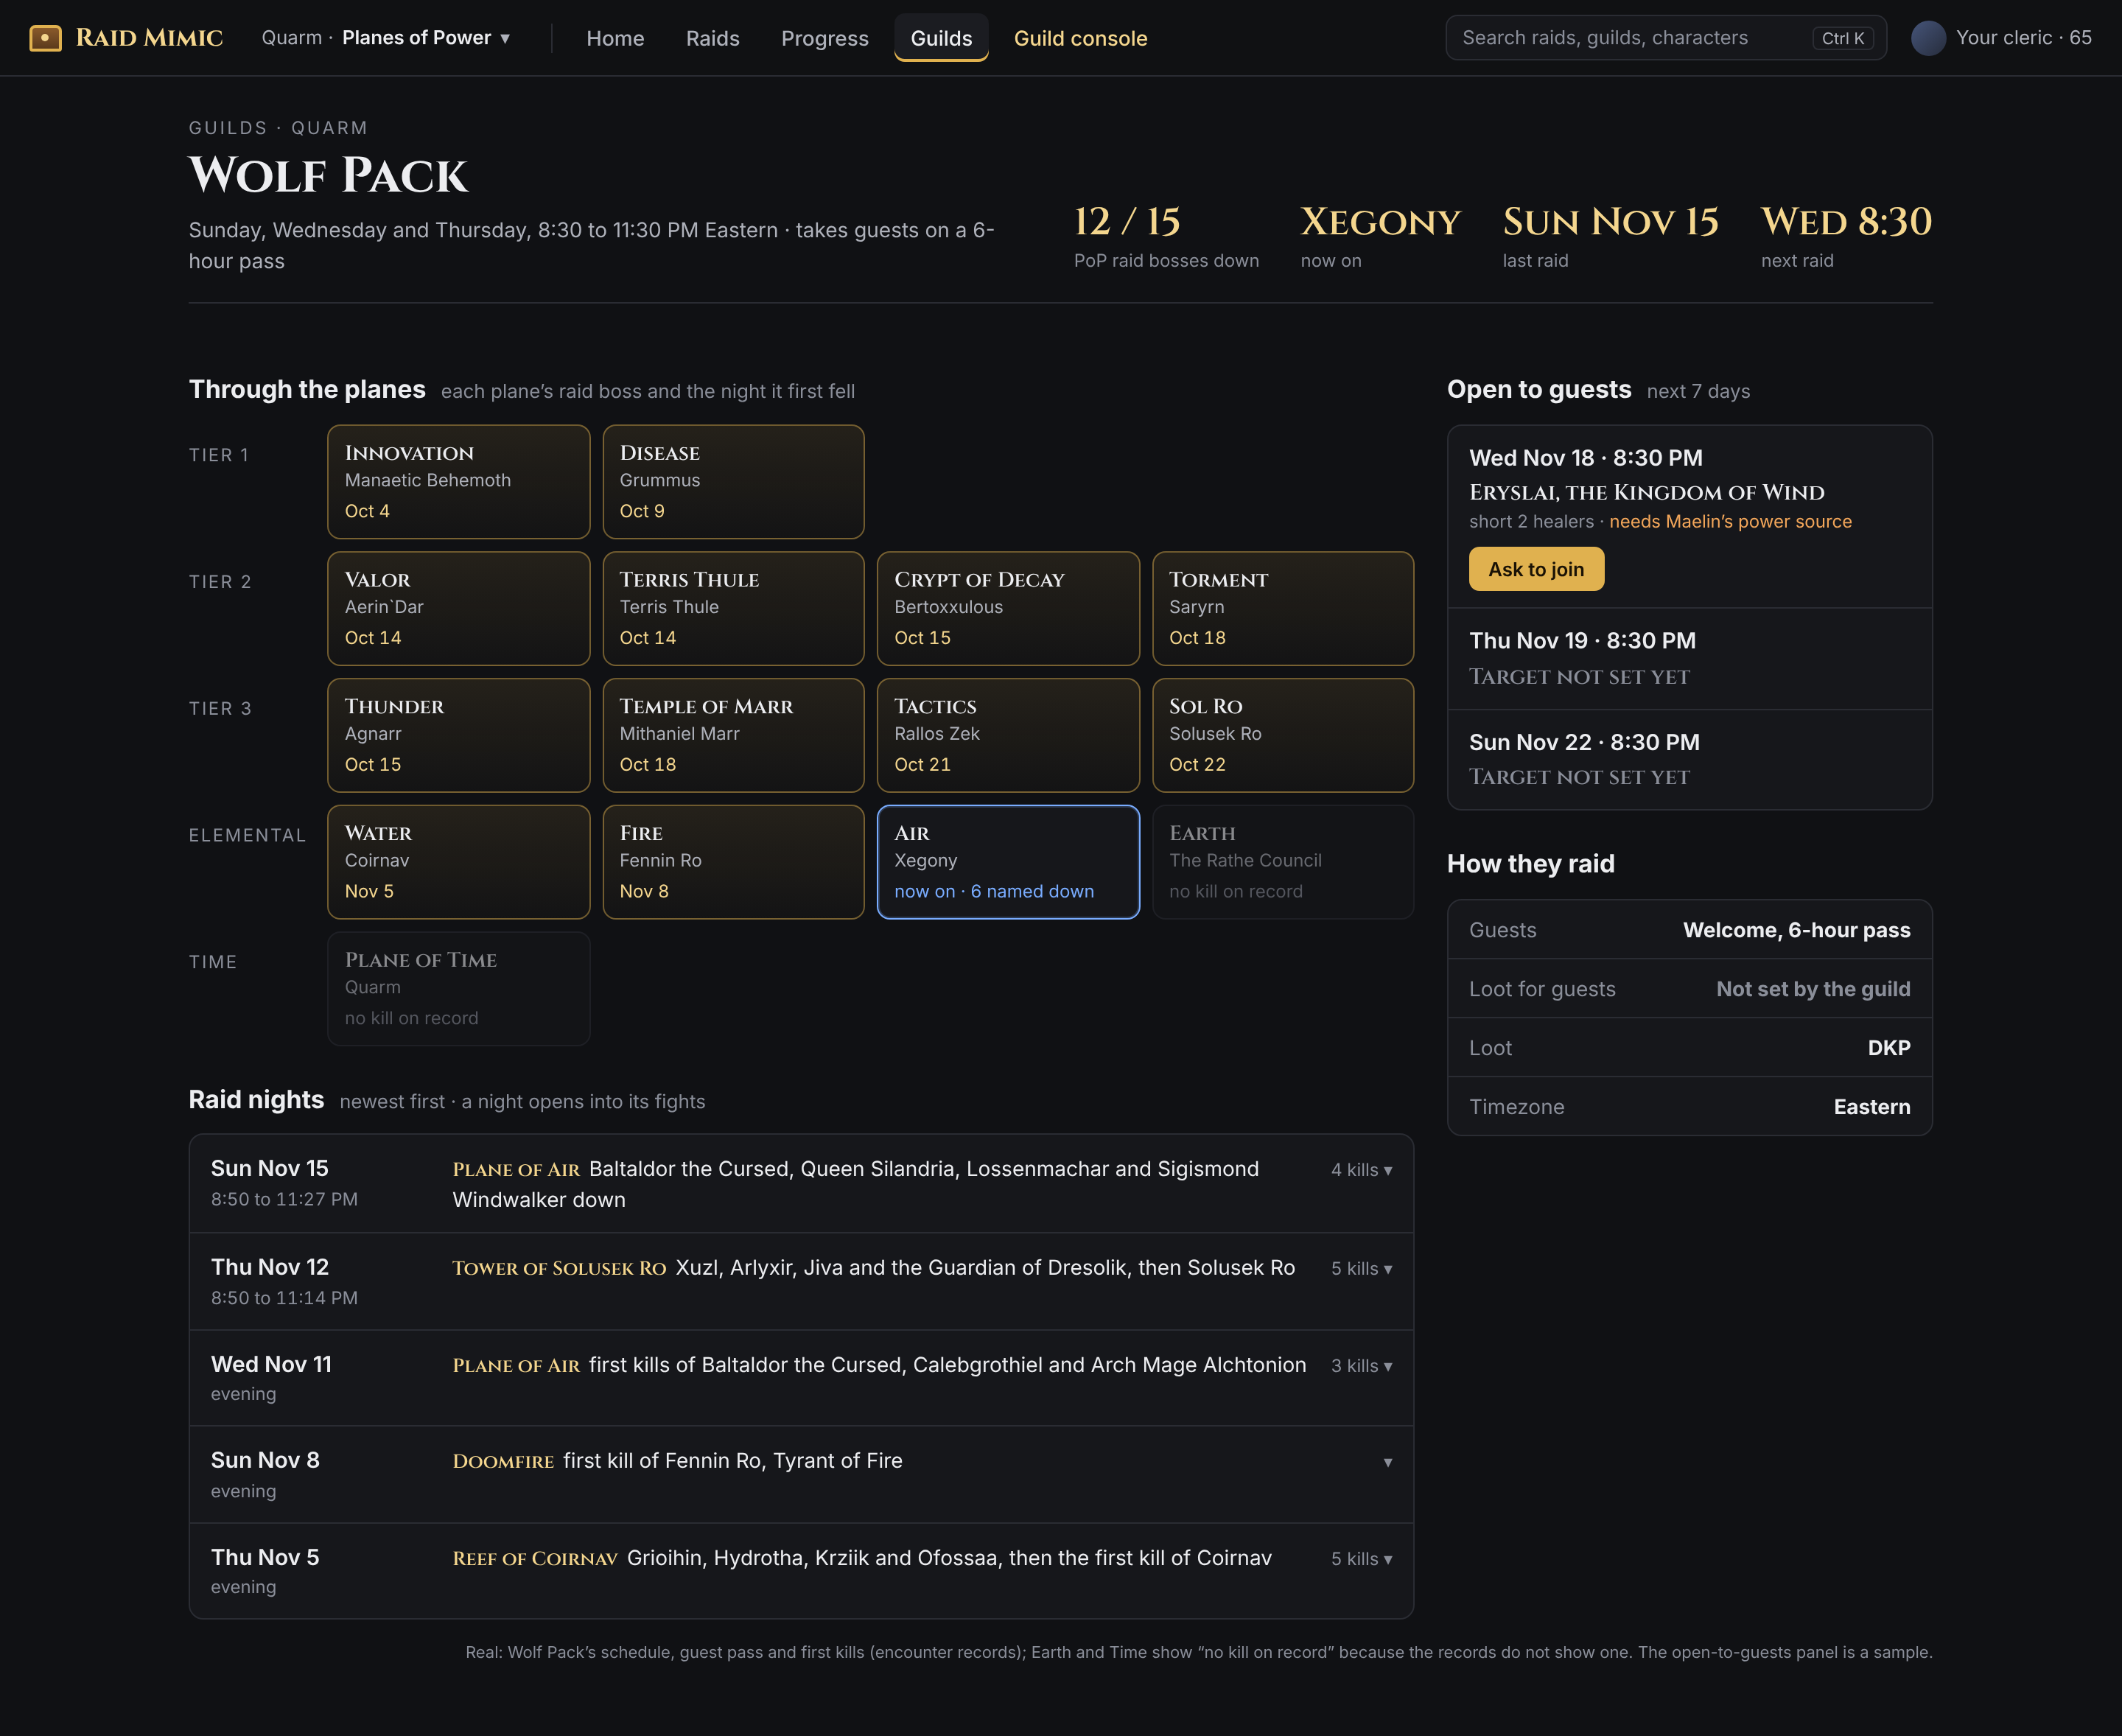 Raid Mimic
Quarm · Planes of Power ▾
Home
Raids
Progress
Guilds
Guild console
Search raids, guilds, characters
Ctrl K
Your cleric · 65
GUILDS · QUARM
Wolf Pack
Sunday, Wednesday and Thursday, 8:30 to 11:30 PM Eastern · takes guests on a 6-
hour pass
12 / 15
PoP raid bosses down
Xegony
now on
Sun Nov 15
last raid
Wed 8:30
next raid
Through the planes
each plane’s raid boss and the night it first fell
TIER 1
Innovation
Manaetic Behemoth
Oct 4
Disease
Grummus
Oct 9
TIER 2
Valor
Aerin`Dar
Oct 14
Terris Thule
Terris Thule
Oct 14
Crypt of Decay
Bertoxxulous
Oct 15
Torment
Saryrn
Oct 18
TIER 3
Thunder
Agnarr
Oct 15
Temple of Marr
Mithaniel Marr
Oct 18
Tactics
Rallos Zek
Oct 21
Sol Ro
Solusek Ro
Oct 22
ELEMENTAL
Water
Coirnav
Nov 5
Fire
Fennin Ro
Nov 8
Air
Xegony
now on · 6 named down
Earth
The Rathe Council
no kill on record
TIME
Plane of Time
Quarm
no kill on record
Raid nights
newest first · a night opens into its fights
Sun Nov 15
8:50 to 11:27 PM
Plane of Air Baltaldor the Cursed, Queen Silandria, Lossenmachar and Sigismond
Windwalker down
4 kills ▾
Thu Nov 12
8:50 to 11:14 PM
Tower of Solusek Ro Xuzl, Arlyxir, Jiva and the Guardian of Dresolik, then Solusek Ro
5 kills ▾
Wed Nov 11
evening
Plane of Air first kills of Baltaldor the Cursed, Calebgrothiel and Arch Mage Alchtonion
3 kills ▾
Sun Nov 8
evening
Doomfire first kill of Fennin Ro, Tyrant of Fire
▾
Thu Nov 5
evening
Reef of Coirnav Grioihin, Hydrotha, Krziik and Ofossaa, then the first kill of Coirnav
5 kills ▾
Open to guests
next 7 days
Wed Nov 18 · 8:30 PM
Eryslai, the Kingdom of Wind
short 2 healers · needs Maelin’s power source
Ask to join
Thu Nov 19 · 8:30 PM
Target not set yet
Sun Nov 22 · 8:30 PM
Target not set yet
How they raid
Guests
Welcome, 6-hour pass
Loot for guests
Not set by the guild
Loot
DKP
Timezone
Eastern
Real: Wolf Pack’s schedule, guest pass and first kills (encounter records); Earth and Time show “no kill on record” because the records do not show one. The open-to-guests panel is a sample.